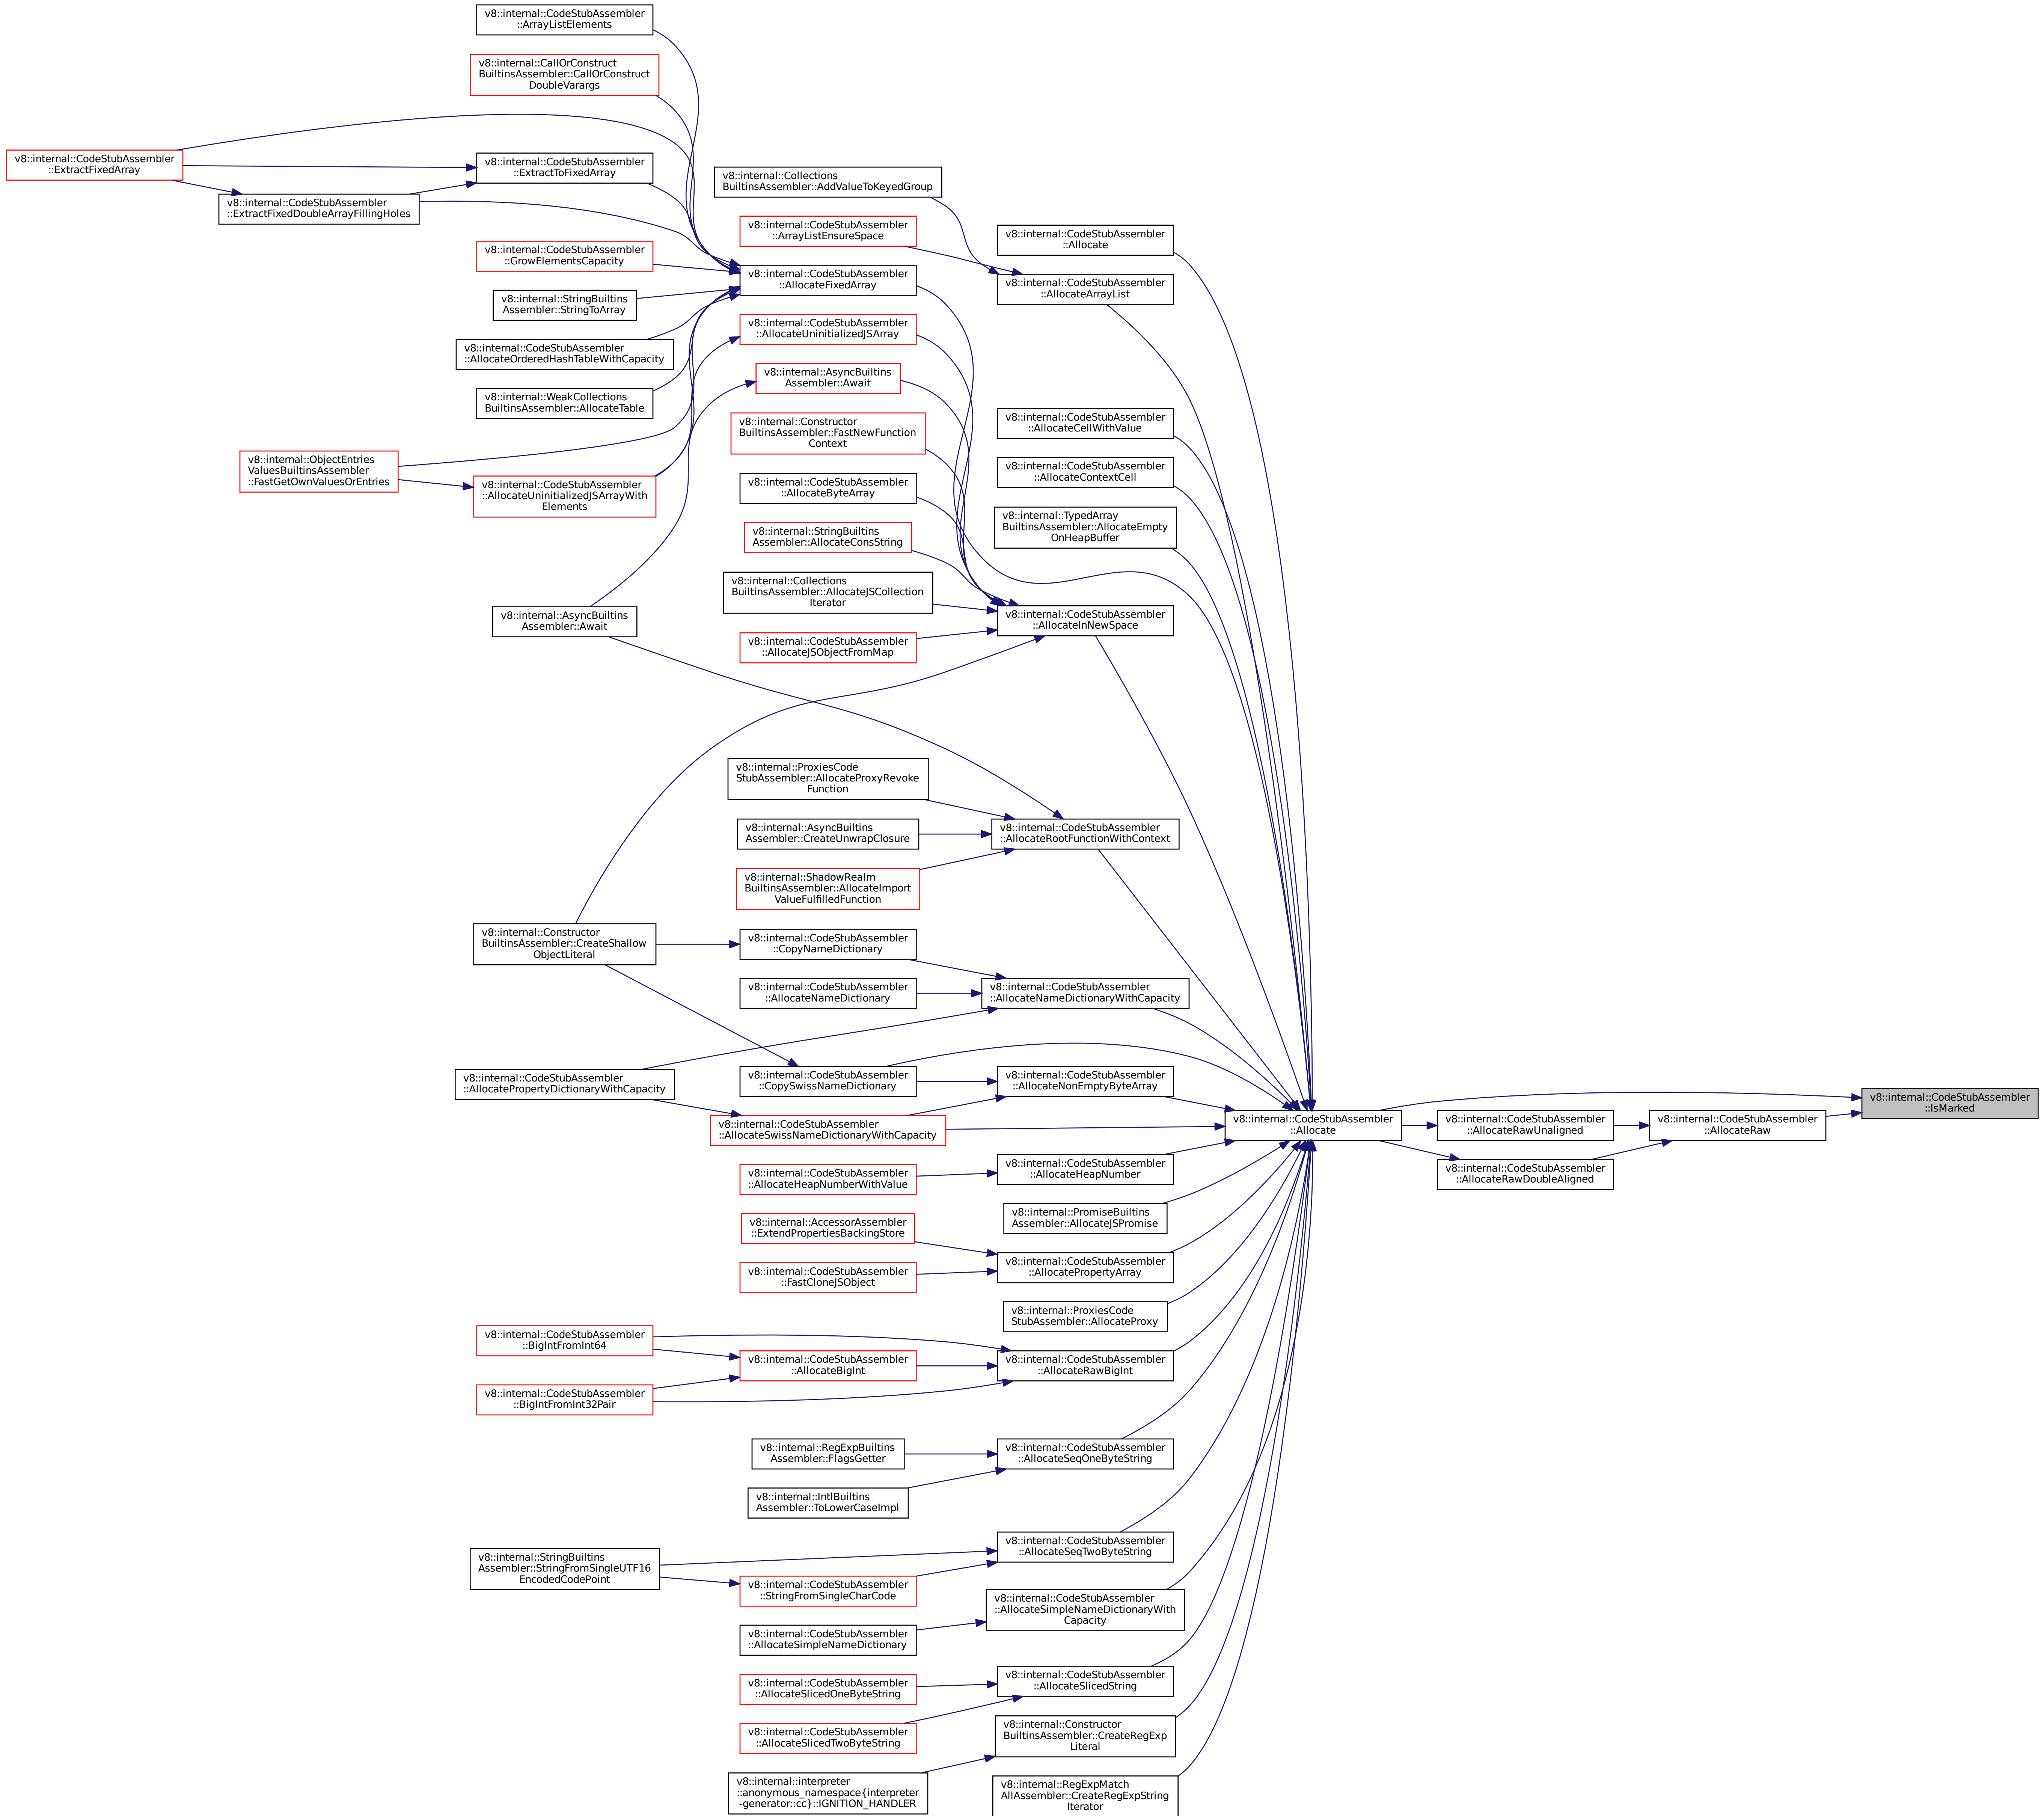 v8::internal::CodeStubAssembler
::ArrayListElements
v8::internal::CallOrConstruct
BuiltinsAssembler::CallOrConstruct
DoubleVarargs
v8::internal::CodeStubAssembler
::ExtractFixedArray
v8::internal::CodeStubAssembler
::ExtractToFixedArray
v8::internal::CodeStubAssembler
::ExtractFixedDoubleArrayFillingHoles
v8::internal::Collections
BuiltinsAssembler::AddValueToKeyedGroup
v8::internal::CodeStubAssembler
::ArrayListEnsureSpace
v8::internal::CodeStubAssembler
::Allocate
v8::internal::CodeStubAssembler
::GrowElementsCapacity
v8::internal::CodeStubAssembler
::AllocateFixedArray
v8::internal::CodeStubAssembler
::AllocateArrayList
v8::internal::StringBuiltins
Assembler::StringToArray
v8::internal::CodeStubAssembler
::AllocateUninitializedJSArray
v8::internal::CodeStubAssembler
::AllocateOrderedHashTableWithCapacity
v8::internal::AsyncBuiltins
Assembler::Await
v8::internal::WeakCollections
BuiltinsAssembler::AllocateTable
v8::internal::Constructor
BuiltinsAssembler::FastNewFunction
Context
v8::internal::CodeStubAssembler
::AllocateCellWithValue
v8::internal::ObjectEntries
ValuesBuiltinsAssembler
::FastGetOwnValuesOrEntries
v8::internal::CodeStubAssembler
::AllocateUninitializedJSArrayWith
Elements
v8::internal::CodeStubAssembler
::AllocateByteArray
v8::internal::CodeStubAssembler
::AllocateContextCell
v8::internal::TypedArray
BuiltinsAssembler::AllocateEmpty
OnHeapBuffer
v8::internal::StringBuiltins
Assembler::AllocateConsString
v8::internal::Collections
BuiltinsAssembler::AllocateJSCollection
Iterator
v8::internal::AsyncBuiltins
Assembler::Await
v8::internal::CodeStubAssembler
::AllocateInNewSpace
v8::internal::CodeStubAssembler
::AllocateJSObjectFromMap
v8::internal::ProxiesCode
StubAssembler::AllocateProxyRevoke
Function
v8::internal::AsyncBuiltins
Assembler::CreateUnwrapClosure
v8::internal::CodeStubAssembler
::AllocateRootFunctionWithContext
v8::internal::ShadowRealm
BuiltinsAssembler::AllocateImport
ValueFulfilledFunction
v8::internal::Constructor
BuiltinsAssembler::CreateShallow
ObjectLiteral
v8::internal::CodeStubAssembler
::CopyNameDictionary
v8::internal::CodeStubAssembler
::AllocateNameDictionary
v8::internal::CodeStubAssembler
::AllocateNameDictionaryWithCapacity
v8::internal::CodeStubAssembler
::AllocatePropertyDictionaryWithCapacity
v8::internal::CodeStubAssembler
::CopySwissNameDictionary
v8::internal::CodeStubAssembler
::AllocateNonEmptyByteArray
v8::internal::CodeStubAssembler
::AllocateSwissNameDictionaryWithCapacity
v8::internal::CodeStubAssembler
::Allocate
v8::internal::CodeStubAssembler
::AllocateRawUnaligned
v8::internal::CodeStubAssembler
::AllocateRaw
v8::internal::CodeStubAssembler
::IsMarked
v8::internal::CodeStubAssembler
::AllocateRawDoubleAligned
v8::internal::CodeStubAssembler
::AllocateHeapNumberWithValue
v8::internal::CodeStubAssembler
::AllocateHeapNumber
v8::internal::PromiseBuiltins
Assembler::AllocateJSPromise
v8::internal::AccessorAssembler
::ExtendPropertiesBackingStore
v8::internal::CodeStubAssembler
::AllocatePropertyArray
v8::internal::CodeStubAssembler
::FastCloneJSObject
v8::internal::ProxiesCode
StubAssembler::AllocateProxy
v8::internal::CodeStubAssembler
::BigIntFromInt64
v8::internal::CodeStubAssembler
::AllocateBigInt
v8::internal::CodeStubAssembler
::AllocateRawBigInt
v8::internal::CodeStubAssembler
::BigIntFromInt32Pair
v8::internal::RegExpBuiltins
Assembler::FlagsGetter
v8::internal::CodeStubAssembler
::AllocateSeqOneByteString
v8::internal::IntlBuiltins
Assembler::ToLowerCaseImpl
v8::internal::CodeStubAssembler
::AllocateSeqTwoByteString
v8::internal::StringBuiltins
Assembler::StringFromSingleUTF16
EncodedCodePoint
v8::internal::CodeStubAssembler
::StringFromSingleCharCode
v8::internal::CodeStubAssembler
::AllocateSimpleNameDictionaryWith
Capacity
v8::internal::CodeStubAssembler
::AllocateSimpleNameDictionary
v8::internal::CodeStubAssembler
::AllocateSlicedString
v8::internal::CodeStubAssembler
::AllocateSlicedOneByteString
v8::internal::CodeStubAssembler
::AllocateSlicedTwoByteString
v8::internal::Constructor
BuiltinsAssembler::CreateRegExp
Literal
v8::internal::interpreter
::anonymous_namespace{interpreter
-generator::cc}::IGNITION_HANDLER
v8::internal::RegExpMatch
AllAssembler::CreateRegExpString
Iterator